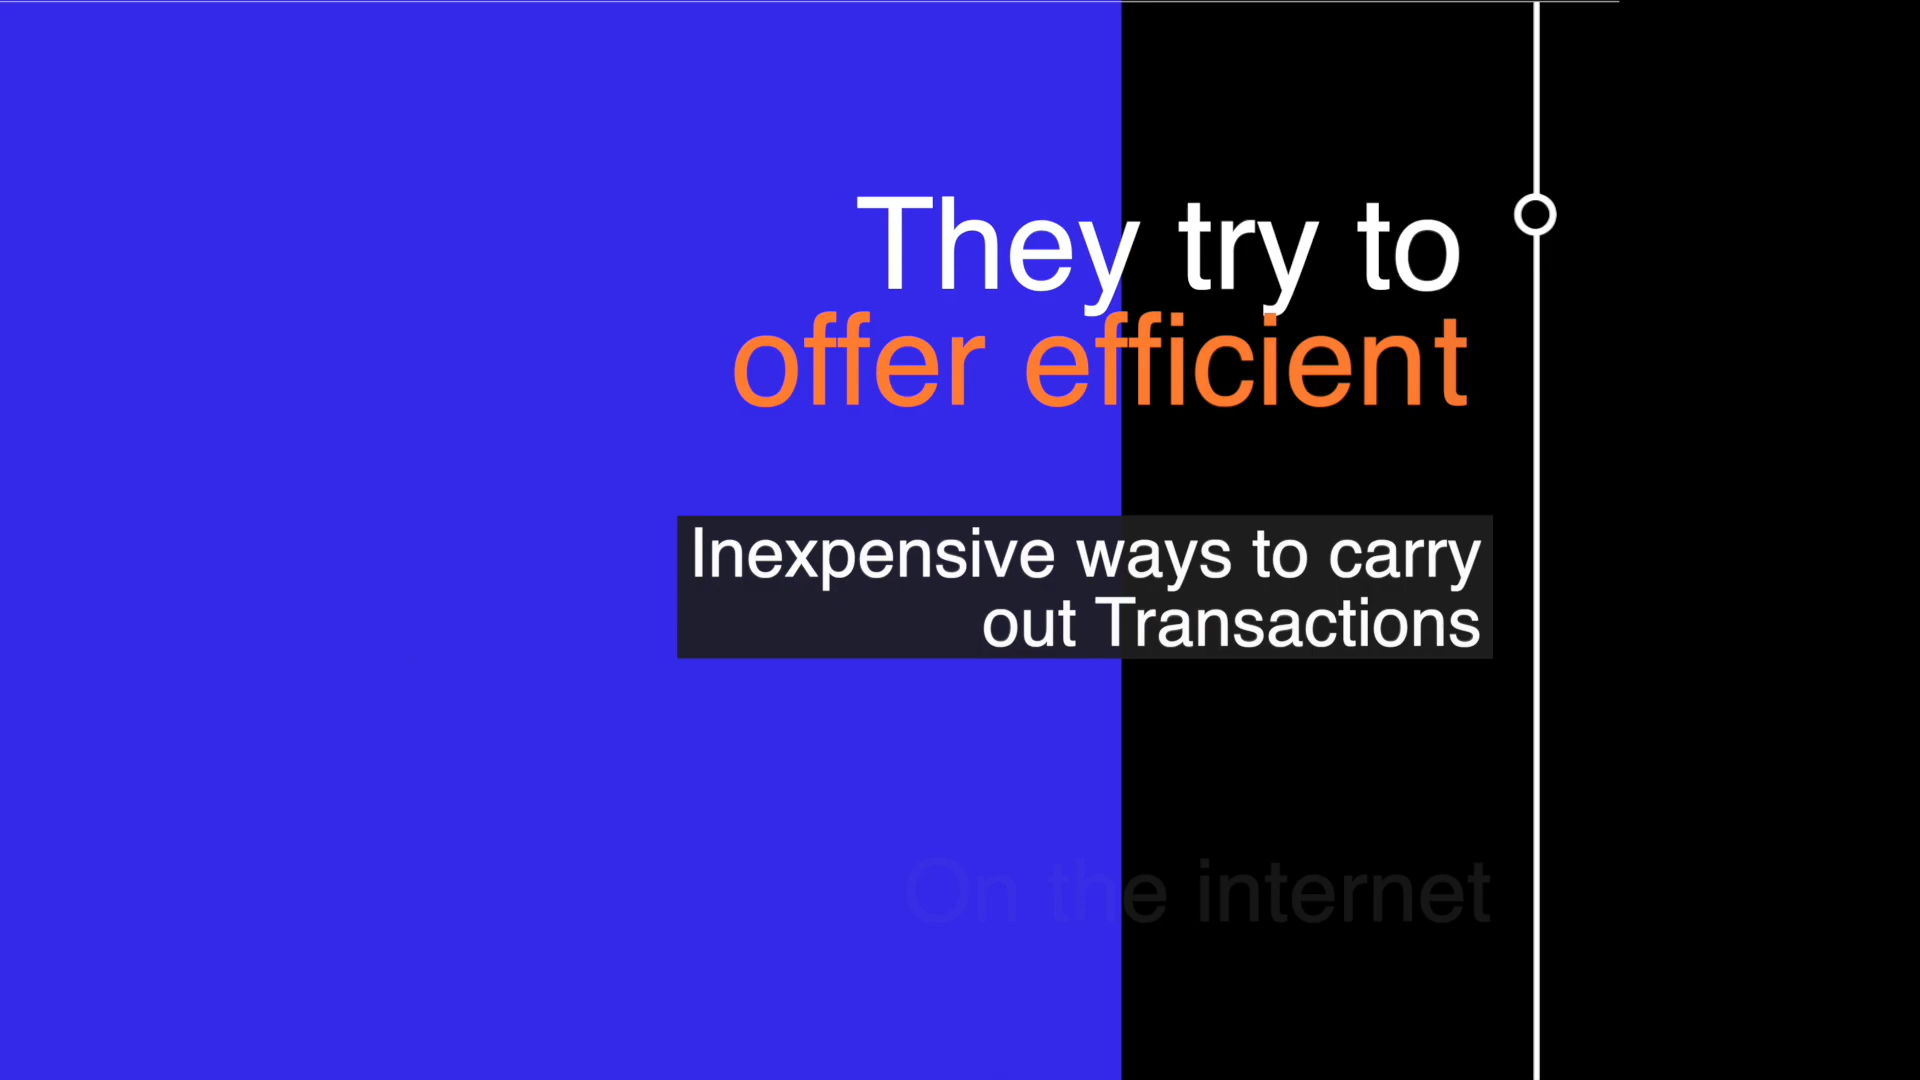 They try to
offer efficient
Inexpensive ways to carry
out Transactions
On the internet